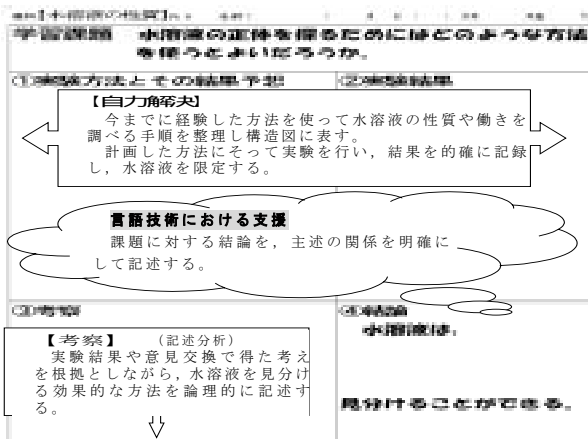 理科【水溶液の性質】
学習課題　水溶液の正体を探るためにはどのような方法
を使うとよいだろうか。
①実験方法とその結果予想
②実験結果
【自力解決】
今までに経験した方法を使って水溶液の性質や働きを
調べる手順を整理し構造図に表す。
計画した方法にそって実験を行い，結果を的確に記録
し，水溶液を限定する。
言語技術における支援
課題に対する結論を，主述の関係を明確に
して記述する。
③考察
【考察】　（記述分析）
実験結果や意見交換で得た考え
を根拠としながら，水溶液を見分け
る効果的な方法を論理的に記述す
る。
④結論
水溶液は，
見分けることができる。